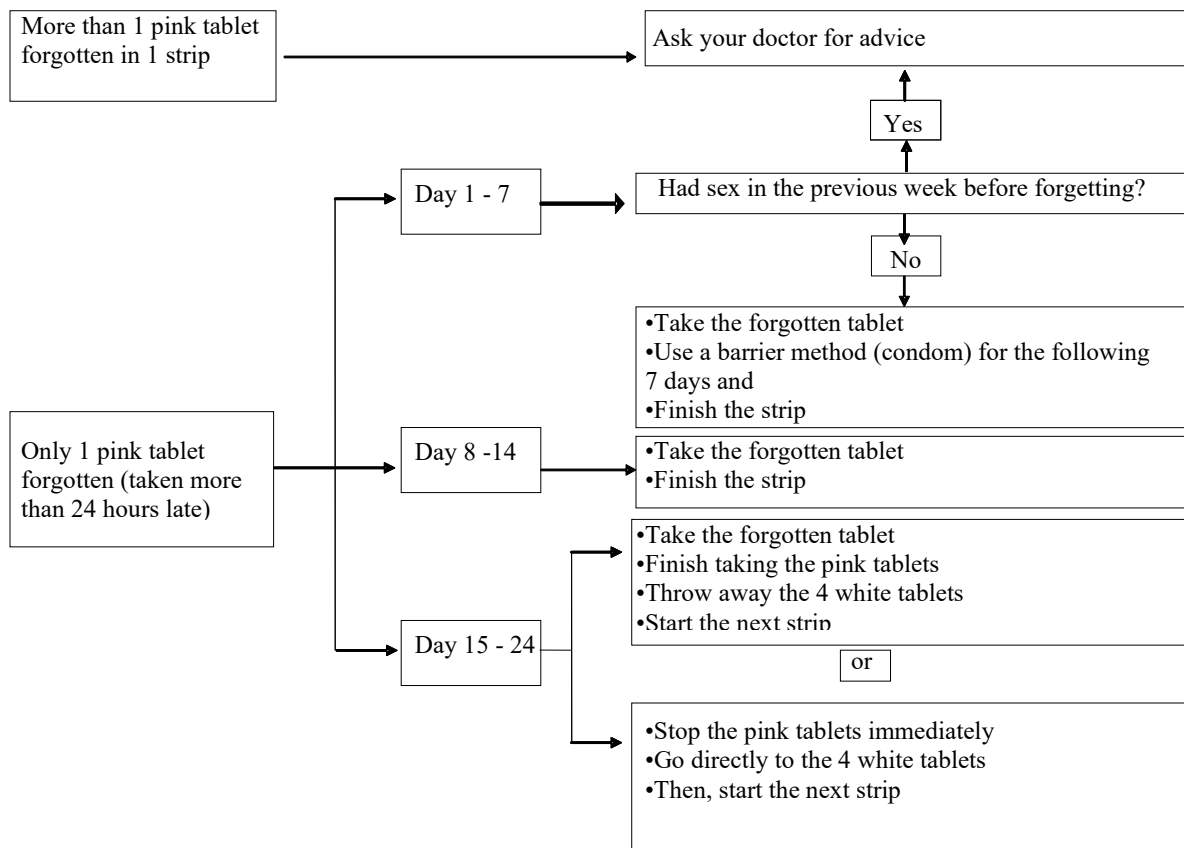 More than 1 pink tablet
forgotten in 1 strip
Ask your doctor for advice
Yes
Day 1 - 7
Had sex in the previous week before forgetting?
No
•Take the forgotten tablet
•Use a barrier method (condom) for the following
7 days and
•Finish the strip
Only 1 pink tablet
forgotten (taken more
than 24 hours late)
Day 8 -14
•Take the forgotten tablet
•Finish the strip
Day 15 - 24
•Take the forgotten tablet
•Finish taking the pink tablets
•Throw away the 4 white tablets
•Start the next strip
or
•Stop the pink tablets immediately
•Go directly to the 4 white tablets
•Then, start the next strip